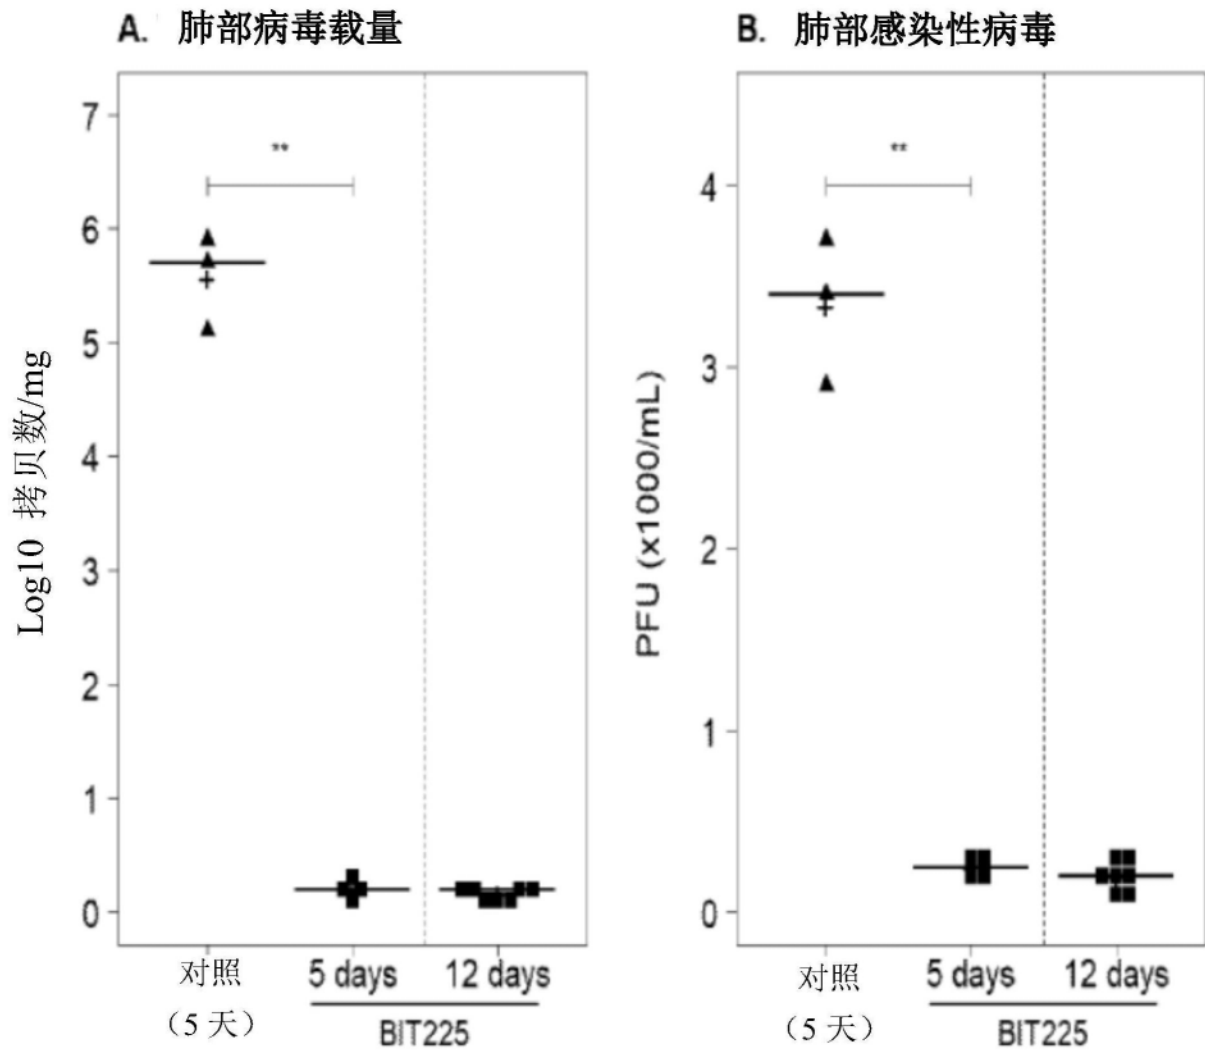 A. 肺部病毒载量
**
7
6
5
4
3
2
1
0
Log10 拷贝数/mg
对照
（5 天）
5 days
12 days
BIT225
B. 肺部感染性病毒
**
4
3
2
1
0
PFU (x1000/mL)
对照
（5 天）
5 days
12 days
BIT225